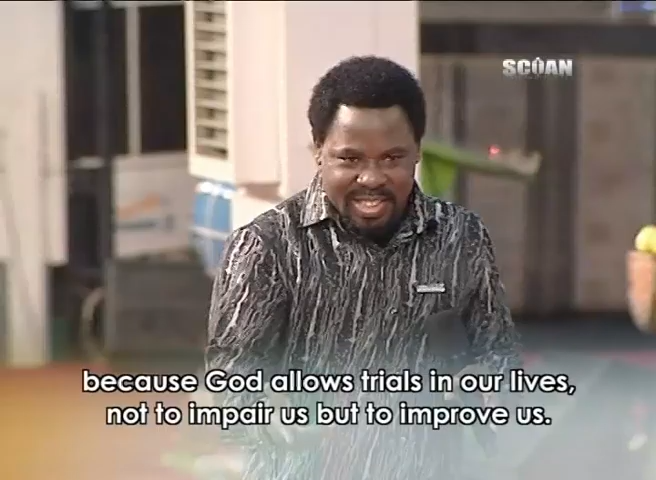 SCOAN
because God allows trials in our lives,
not to impair us but to improve us.